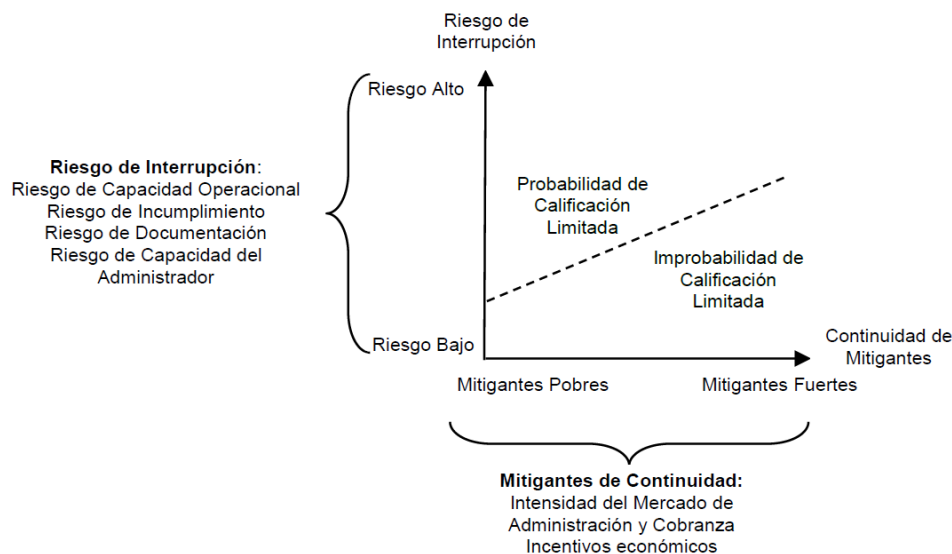 Riesgo de
Interrupción
Riesgo Alto
Riesgo de Interrupción:
Riesgo de Capacidad Operacional
Riesgo de Incumplimiento
Riesgo de Documentación
Riesgo de Capacidad del
Administrador
Probabilidad de
Calificación
Limitada
Improbabilidad de
Calificación
Limitada
Riesgo Bajo
Continuidad de
Mitigantes
Mitigantes Pobres
Mitigantes Fuertes
Mitigantes de Continuidad:
Intensidad del Mercado de
Administración y Cobranza
Incentivos económicos